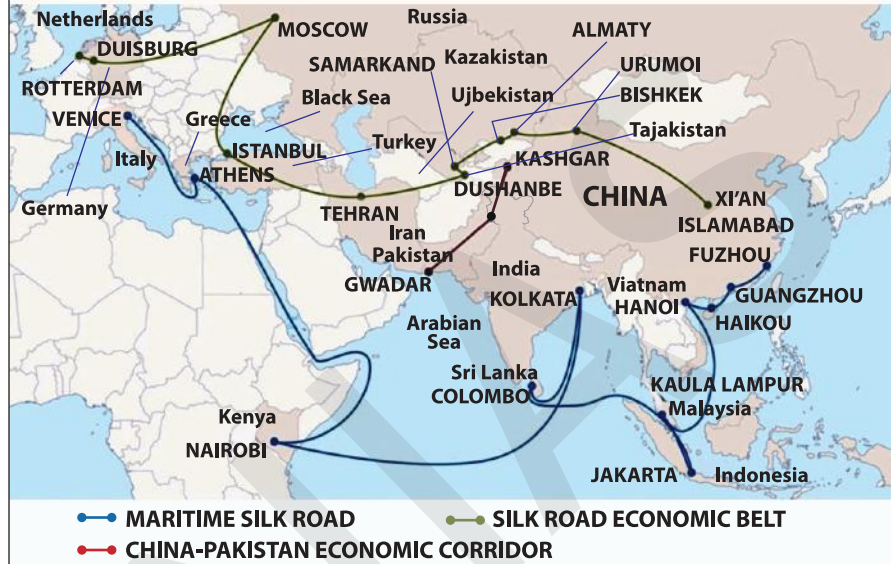 Netherlands
MOSCOW
Russia
ALMATY
DUISBURG
SAMARKAND
Kazakistan
URUMOI
ROTTERDAM
Black Sea
Ujbekistan
BISHKEK
VENICE
Greece
Turkey
Tajakistan
Italy
ISTANBUL
KASHGAR
ATHENS
DUSHANBE
CHINA
XI'AN
Germany
TEHRAN
ISLAMABAD
Iran
Pakistan
FUZHOU
GWADAR
India
Viatnam
KOLKATA
HANOI
GUANGZHOU
Arabian
Sea
HAIKOU
Sri Lanka
COLOMBO
KAULA LAMPUR
Malaysia
Kenya
NAIROBI
JAKARTA
Indonesia
MARITIME SILK ROAD
SILK ROAD ECONOMIC BELT
CHINA-PAKISTAN ECONOMIC CORRIDOR